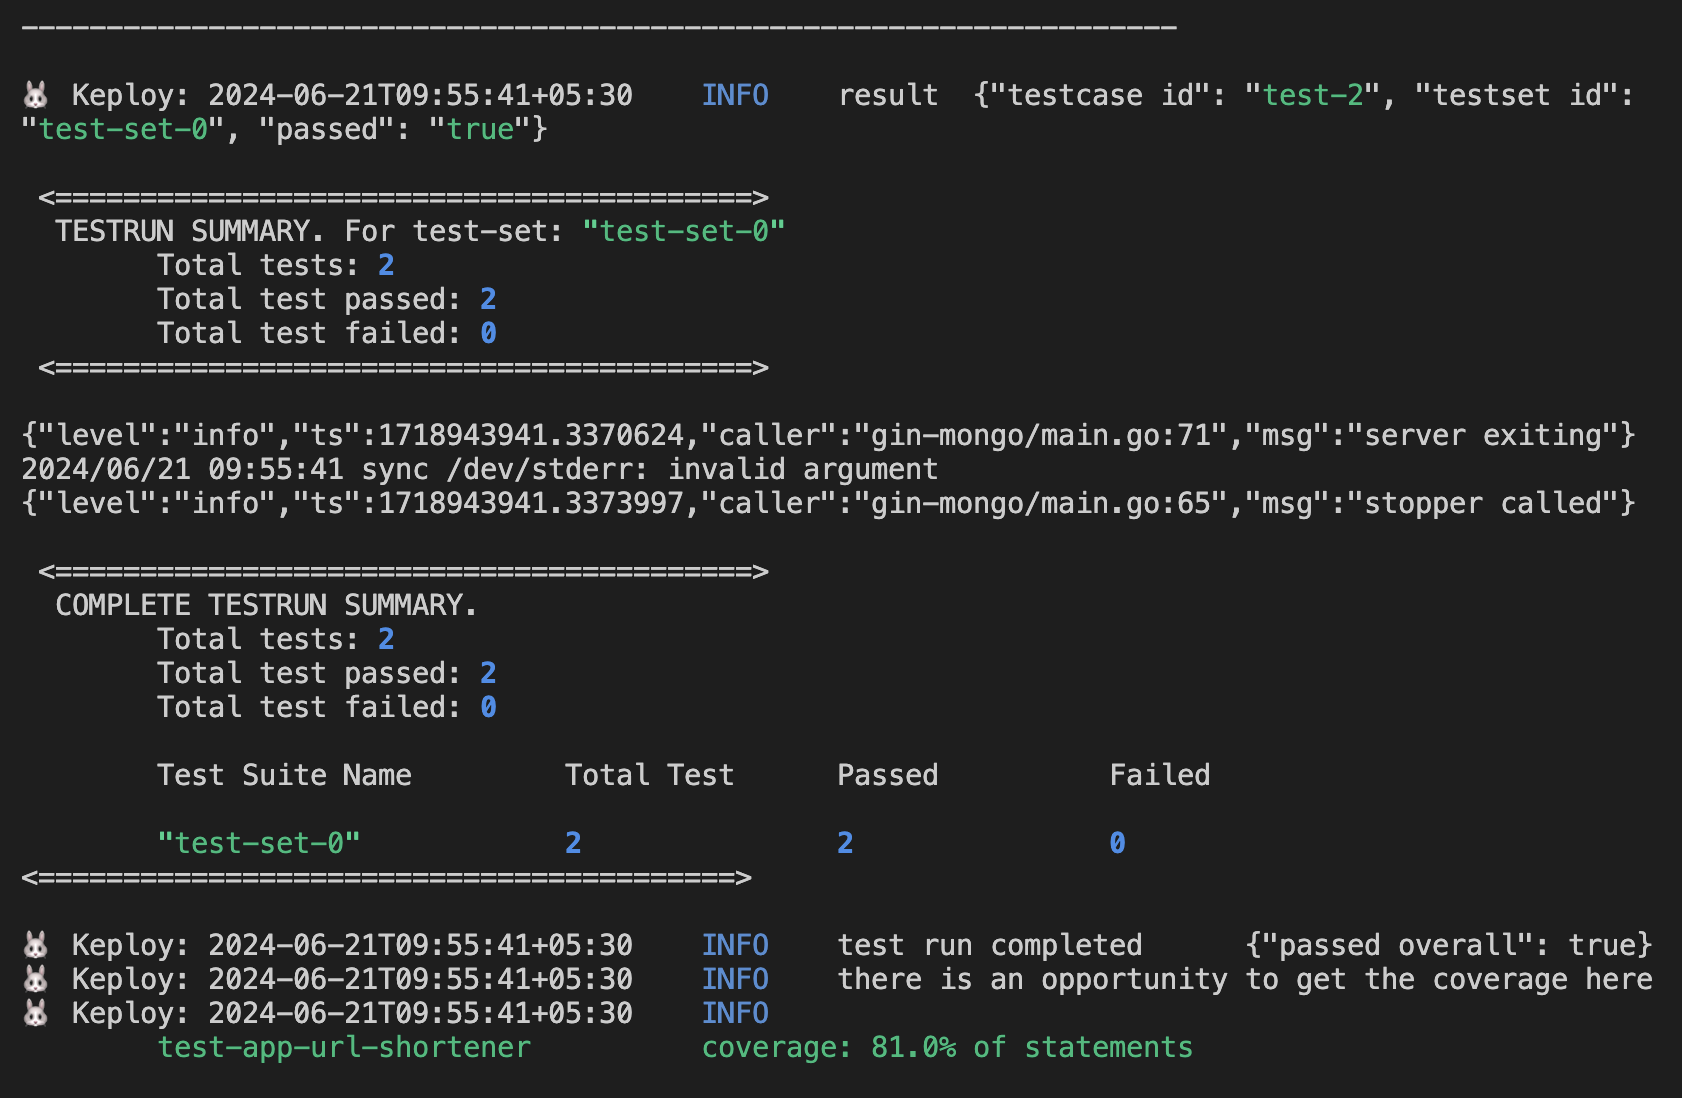 --------------------------------------------------------------------
🐰 Keploy: 2024-06-21T09:55:41+05:30    INFO    result  {"testcase id": "test-2", "testset id":
"test-set-0", "passed": "true"}
 <=========================================>
  TESTRUN SUMMARY. For test-set: "test-set-0"
        Total tests: 2
        Total test passed: 2
        Total test failed: 0
 <=========================================>
{"level":"info","ts":1718943941.3370624,"caller":"gin-mongo/main.go:71","msg":"server exiting"}
2024/06/21 09:55:41 sync /dev/stderr: invalid argument
{"level":"info","ts":1718943941.3373997,"caller":"gin-mongo/main.go:65","msg":"stopper called"}
 <=========================================>
  COMPLETE TESTRUN SUMMARY.
        Total tests: 2
        Total test passed: 2
        Total test failed: 0
        Test Suite Name         Total Test      Passed          Failed
        "test-set-0"            2               2               0
<=========================================>
🐰 Keploy: 2024-06-21T09:55:41+05:30    INFO    test run completed      {"passed overall": true}
🐰 Keploy: 2024-06-21T09:55:41+05:30    INFO    there is an opportunity to get the coverage here
🐰 Keploy: 2024-06-21T09:55:41+05:30    INFO
        test-app-url-shortener          coverage: 81.0% of statements